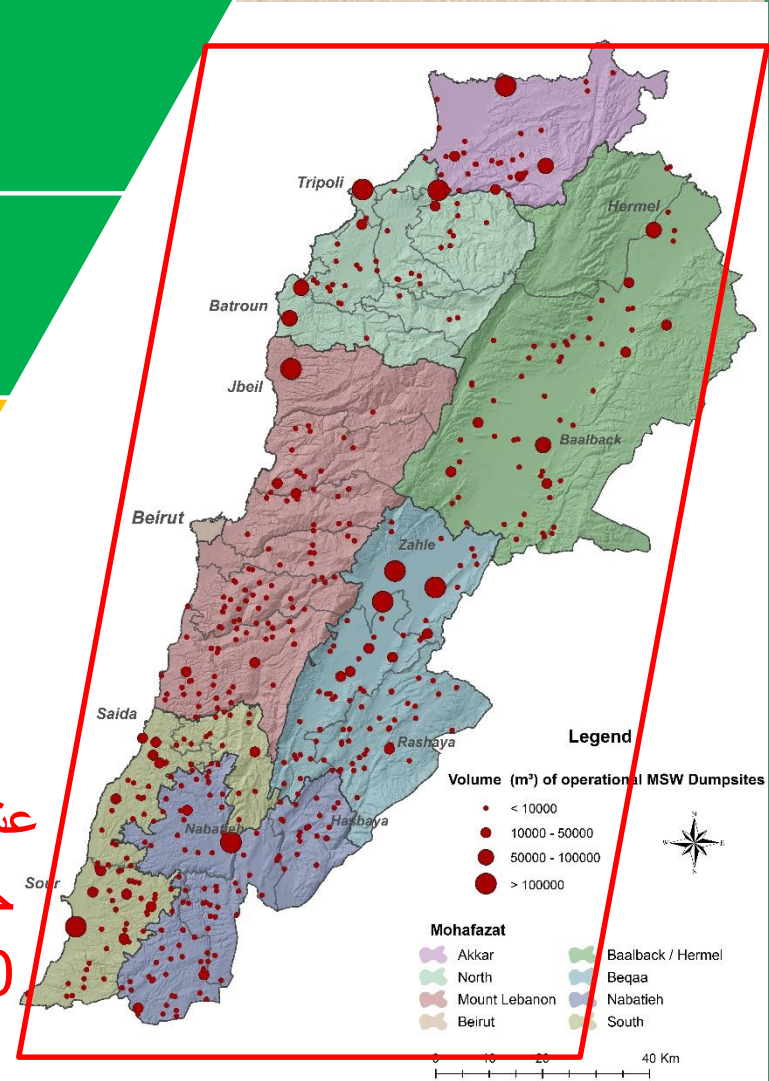 Tripoli
Hermel
Batroun
Jbeil
Baalback
Beirut
Zahle
Saida
Rashaya
Nabatieh
Hasbaya
Sour
Legend
Volume (m³) of operational MSW Dumpsites
< 10000
10000 - 50000
50000 - 100000
> 100000
N
W E
S
Mohafazat
Akkar
North
Mount Lebanon
Beirut
Baalback / Hermel
Beqaa
Nabatieh
South
0 10 20 40 Km